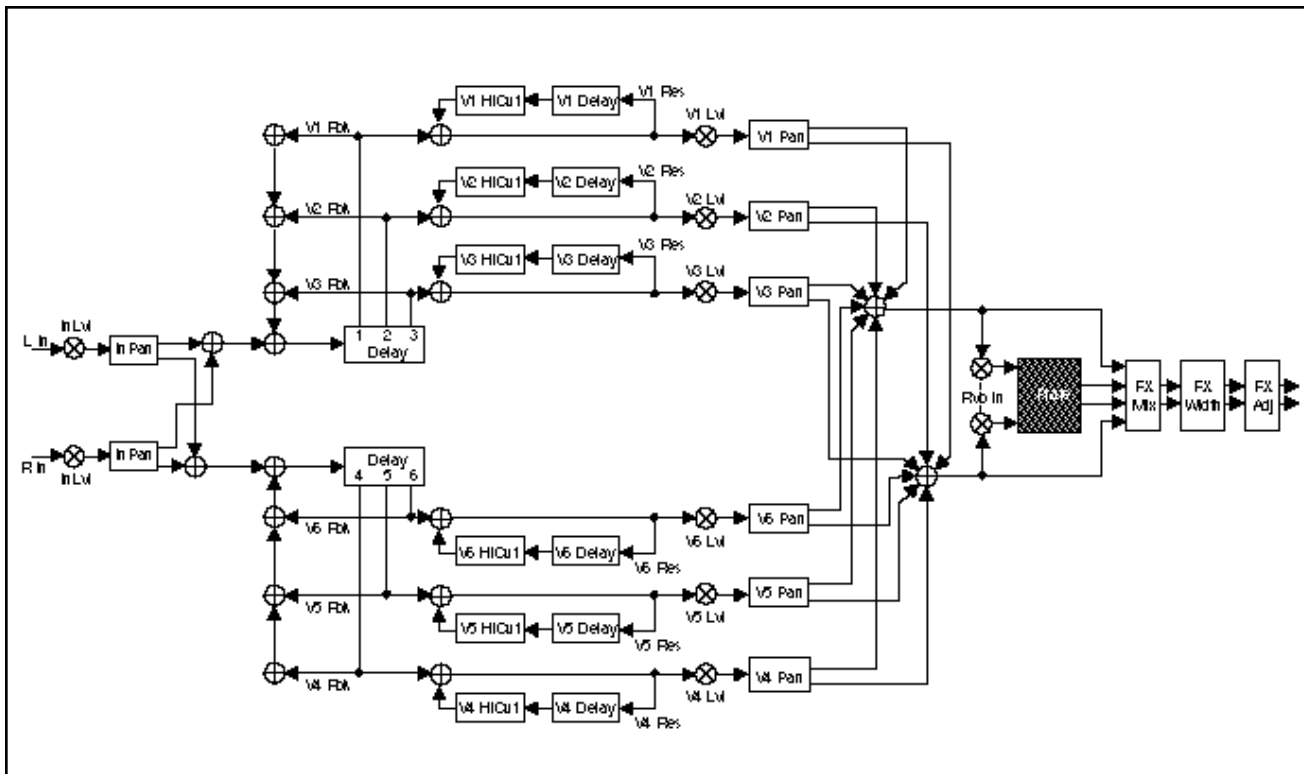 V1 HiCut
V1 Delay
V1 Res
V1 Fbk
V1 Lvl
V1 Pan
V2 HiCut
V2 Delay
V2 Res
V2 Fbk
V2 Lvl
V2 Pan
V3 HiCut
V3 Delay
V3 Res
V3 Fbk
V3 Lvl
V3 Pan
1 2 3
Delay
L In
In Lvl
In Pan
R In
In Lvl
In Pan
Rvb In
Plate
FX
Mix
FX
Width
FX
Adj
Delay
4 5 6
V6 Fbk
V6 HiCut
V6 Delay
V6 Res
V6 Lvl
V6 Pan
V5 Fbk
V5 HiCut
V5 Delay
V5 Res
V5 Lvl
V5 Pan
V4 Fbk
V4 HiCut
V4 Delay
V4 Res
V4 Lvl
V4 Pan